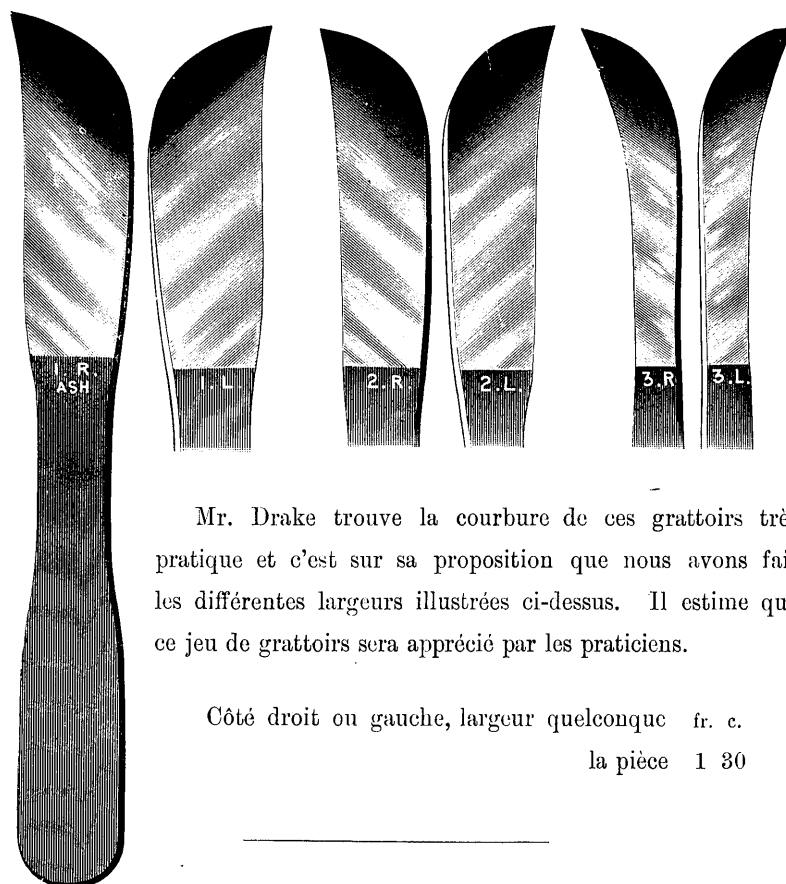 1. R.
ASH
1. L.
2. R.
2. L.
3. R
3. L.
Mr. Drake trouve la courbure de ces grattoirs trè
pratique et c'est sur sa proposition que nous avons fai
les différentes largeurs illustrées ci-dessus. Il estime qu
ce jeu de grattoirs sera apprécié par les praticiens.
Côté droit ou gauche, largeur quelconque fr. c.
la pièce 1 30